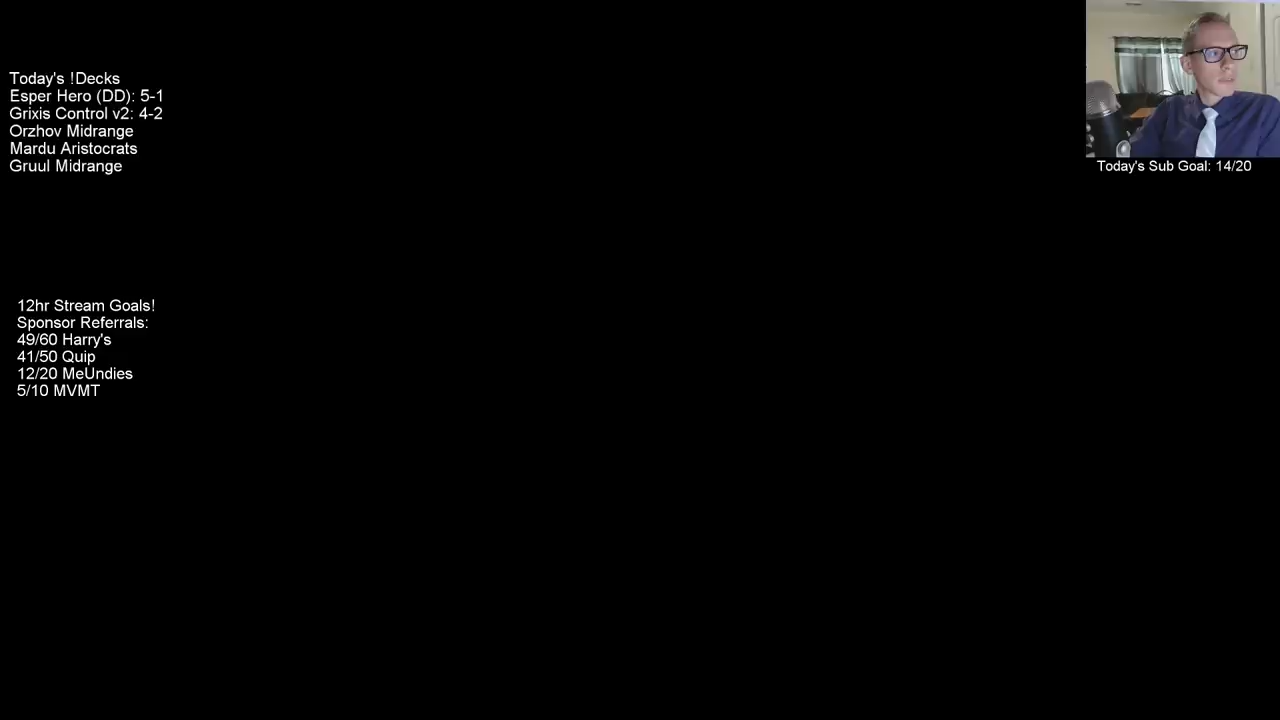 Today's !Decks
Esper Hero (DD): 5-1
Grixis Control v2: 4-2
Orzhov Midrange
Mardu Aristocrats
Gruul Midrange
Today's Sub Goal: 14/20
12hr Stream Goals!
Sponsor Referrals:
49/60 Harry's
41/50 Quip
12/20 MeUndies
5/10 MVMT